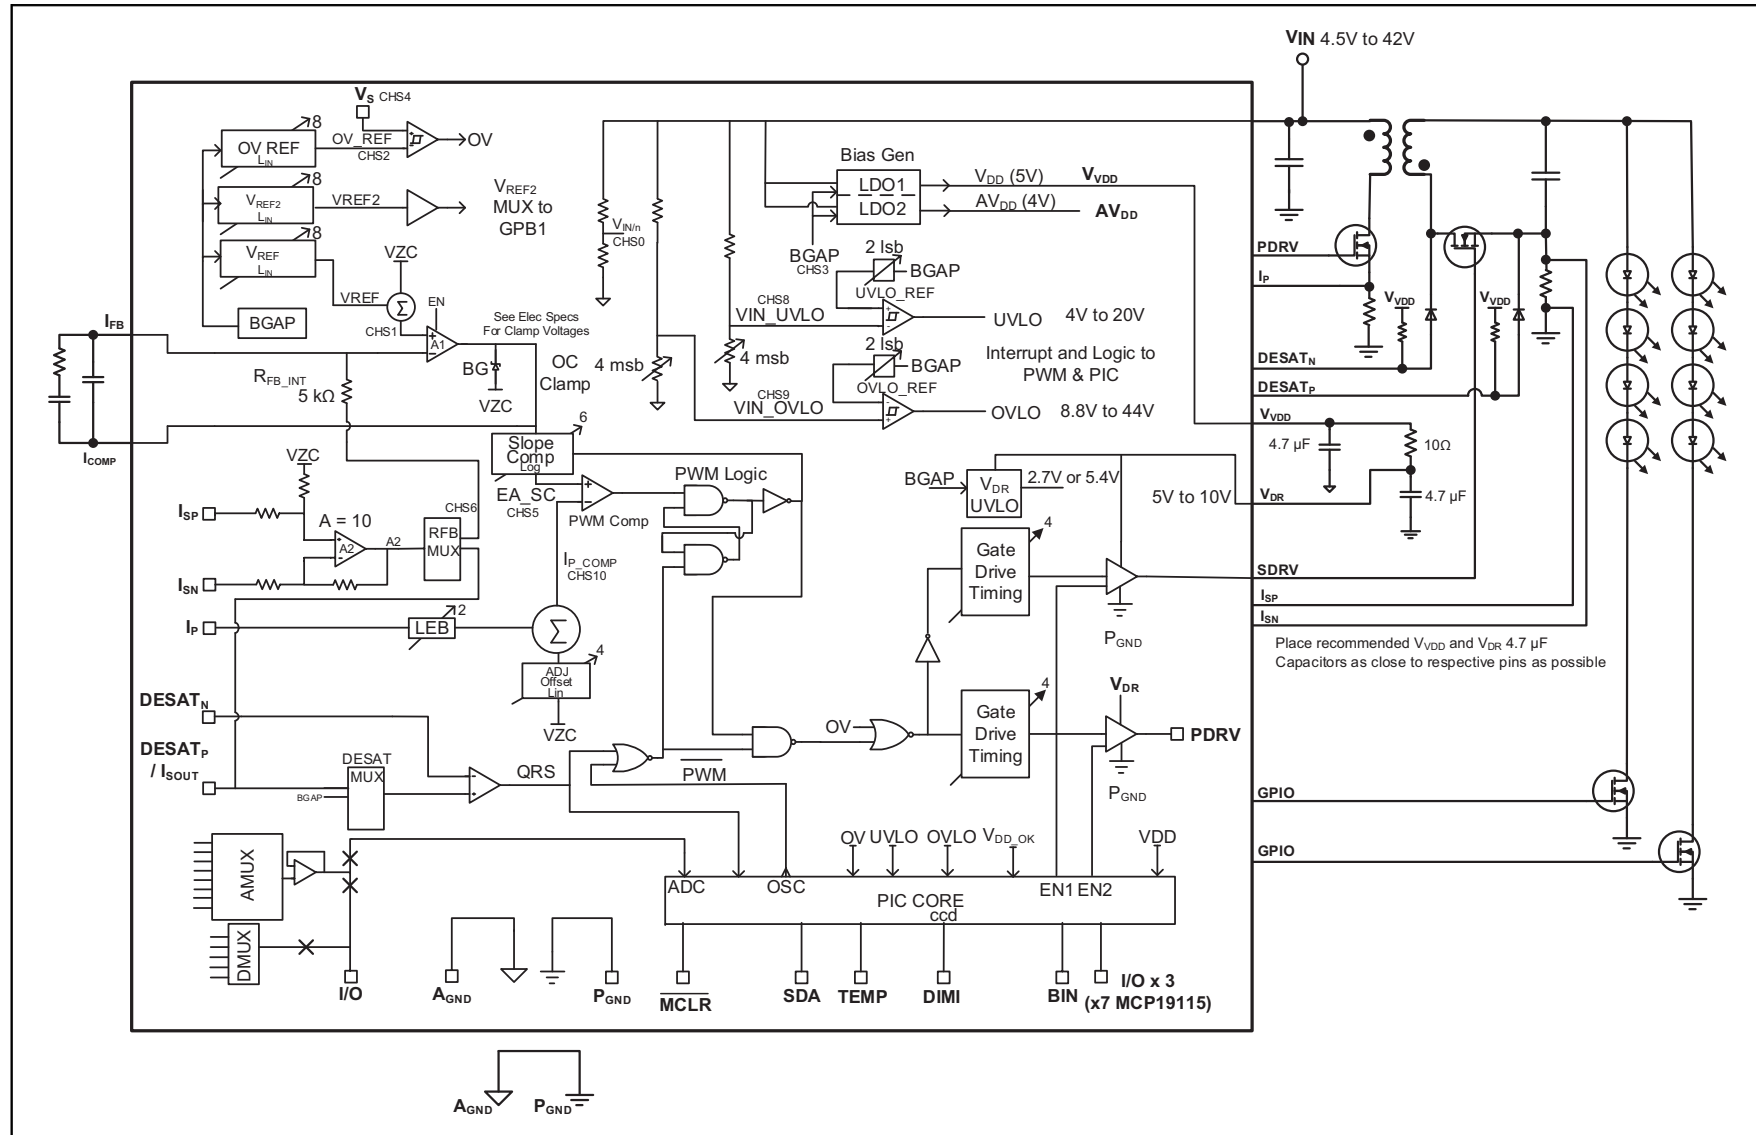 VIN 4.5V to 42V
VS CHS4
8
OV REF
LIN
OV_REF
CHS2
OV
8
VREF2
LIN
VREF2
VREF2
MUX to
GPB1
8
VREF
LIN
VZC
VREF
Σ
CHS1
EN
A1
BGAP
IFB
ICOMP
RFB_INT
5 kΩ
See Elec Specs
For Clamp Voltages
BG
VZC
OC
Clamp
VIN/n
CHS0
4 msb
4 msb
Bias Gen
LDO1
LDO2
VDD (5V)
VVDD
AVDD (4V)
AVDD
BGAP
CHS3
2 lsb
BGAP
UVLO_REF
CHS8
VIN_UVLO
UVLO
4V to 20V
2 lsb
BGAP
OVLO_REF
CHS9
VIN_OVLO
OVLO
8.8V to 44V
Interrupt and Logic to
PWM & PIC
6
Slope
Comp
Log
EA_SC
CHS5
PWM Comp
PWM Logic
VZC
ISP
A = 10
A2
A2
CHS6
RFB
MUX
ISN
IP
2
LEB
IP_COMP
CHS10
Σ
4
ADJ
Offset
Lin
VZC
DESATN
DESATP
/ ISOUT
DESAT
MUX
BGAP
QRS
PWM
OV
BGAP
VDR
UVLO
2.7V or 5.4V
5V to 10V
4
Gate
Drive
Timing
PGND
4
Gate
Drive
Timing
VDR
PDRV
PGND
AMUX
DMUX
I/O
AGND
PGND
OV
UVLO
OVLO
VDD_OK
VDD
ADC
OSC
EN1
EN2
PIC CORE
ccd
MCLR
SDA
TEMP
DIMI
BIN
I/O x 3
(x7 MCP19115)
PDRV
IP
VVDD
VVDD
DESATN
DESATP
VVDD
4.7 µF
10Ω
VDR
4.7 µF
SDRV
ISP
ISN
Place recommended VVDD and VDR 4.7 µF
Capacitors as close to respective pins as possible
GPIO
GPIO
AGND
PGND